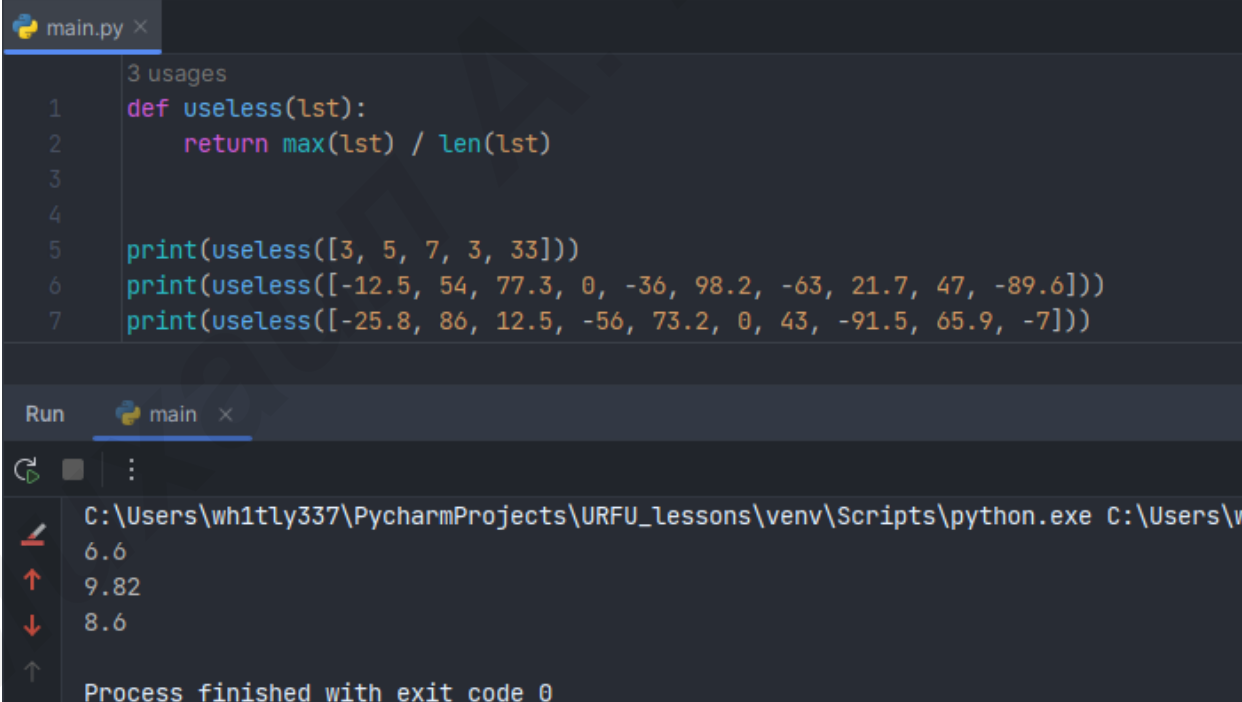 main.py
3 usages
1 def useless(lst):
2 return max(lst) / len(lst)
3
4
5 print(useless([3, 5, 7, 3, 33]))
6 print(useless([-12.5, 54, 77.3, 0, -36, 98.2, -63, 21.7, 47, -89.6]))
7 print(useless([-25.8, 86, 12.5, -56, 73.2, 0, 43, -91.5, 65.9, -7]))
Run main
C:\Users\wh1tly337\PycharmProjects\URFU_lessons\venv\Scripts\python.exe C:\Users\
6.6
9.82
8.6
Process finished with exit code 0